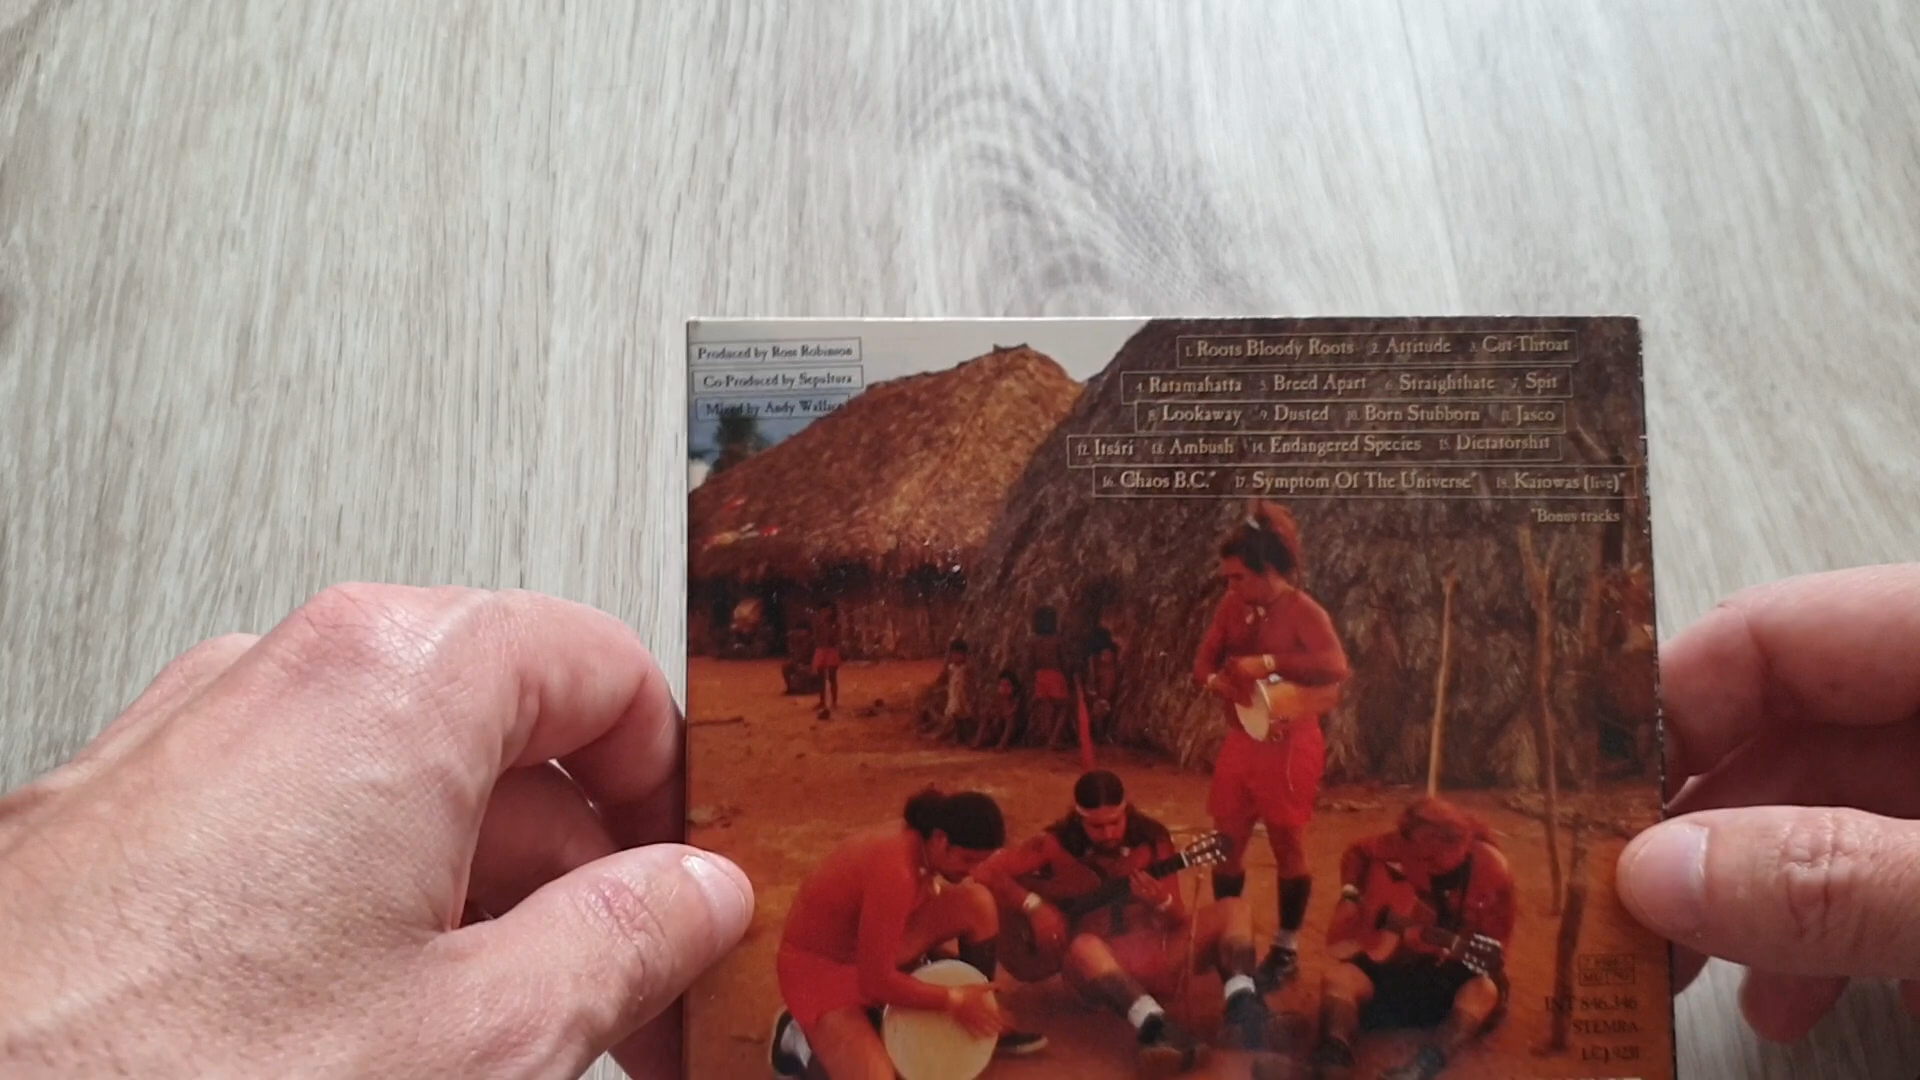 Produced by Ross Robinson
Co-Produced by Sepultura
Mixed by Andy Wallace
1. Roots Bloody Roots 2. Attitude 3. Cut-Throat
4. Ratamahatta 5. Breed Apart 6. Straighthate 7. Spit
8. Lookaway 9. Dusted 10. Born Stubborn 11. Jasco
12. Itsári 13. Ambush 14. Endangered Species 15. Dictatorshit
16. Chaos B.C.* 17. Symptom Of The Universe* 18. Kaiowas (live)*
*Bonus tracks
INT 846.346
STEMRA
LC) 9231